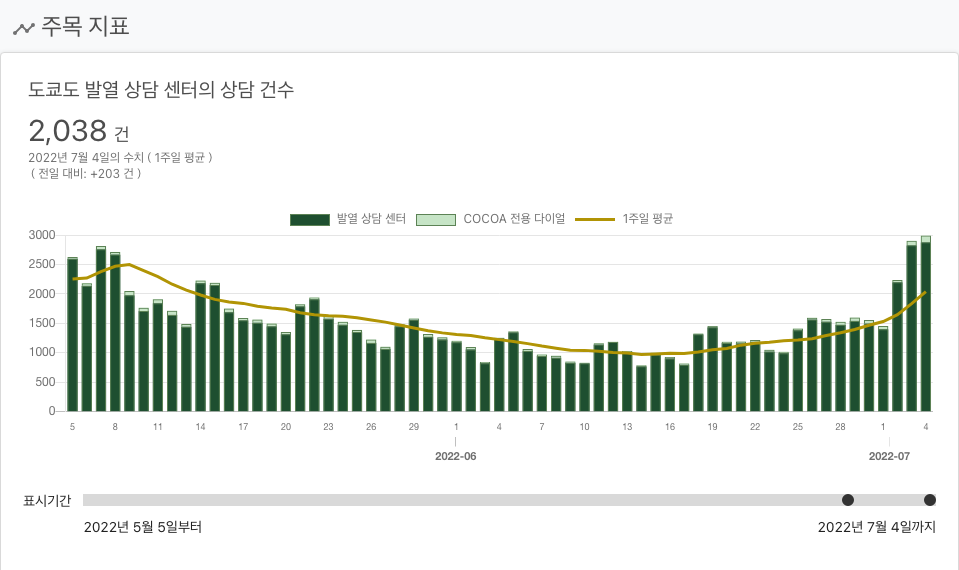 주목 지표
도쿄도 발열 상담 센터의 상담 건수
2,038 건
2022년 7월 4일의 수치 ( 1주일 평균 )
( 전일 대비: +203 건 )
발열 상담 센터 COCOA 전용 다이얼 1주일 평균
3000
2500
2000
1500
1000
500
0
5 8 11 14 17 20 23 26 29 1 4 7 10 13 16 19 22 25 28 1 4
2022-06 2022-07
표시기간
2022년 5월 5일부터 2022년 7월 4일까지